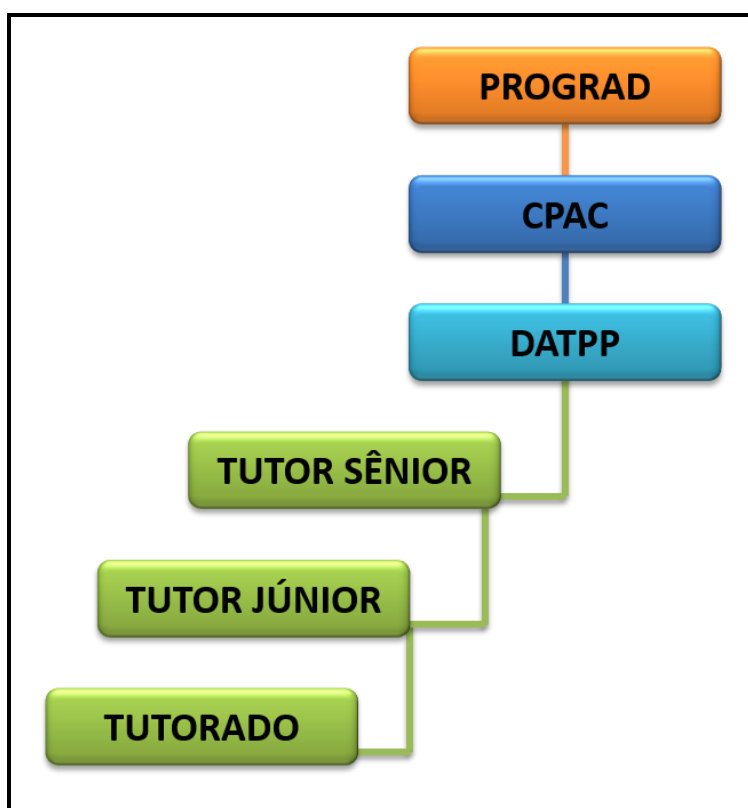 PROGRAD
CPAC
DATPP
TUTOR SÊNIOR
TUTOR JÚNIOR
TUTORADO